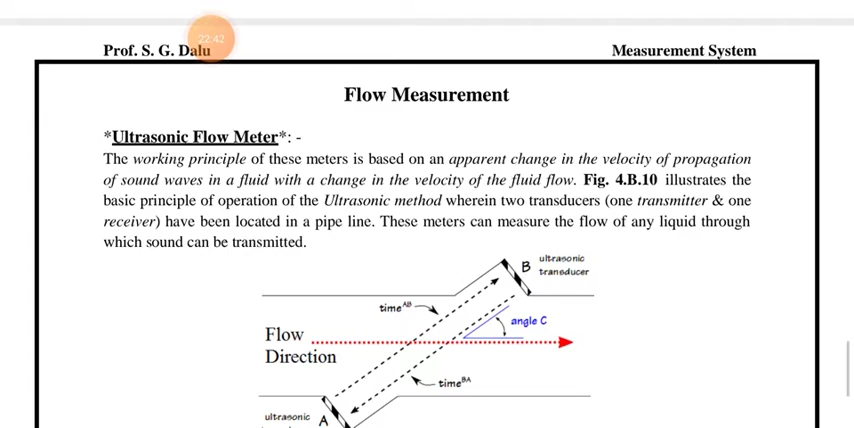 22:42
Prof. S. G. Dalu Measurement System
Flow Measurement
*Ultrasonic Flow Meter*: -
The working principle of these meters is based on an apparent change in the velocity of propagation
of sound waves in a fluid with a change in the velocity of the fluid flow. Fig. 4.B.10 illustrates the
basic principle of operation of the Ultrasonic method wherein two transducers (one transmitter & one
receiver) have been located in a pipe line. These meters can measure the flow of any liquid through
which sound can be transmitted.
B ultrasonic
transducer
time AB
angle C
Flow
Direction
time BA
ultrasonic A